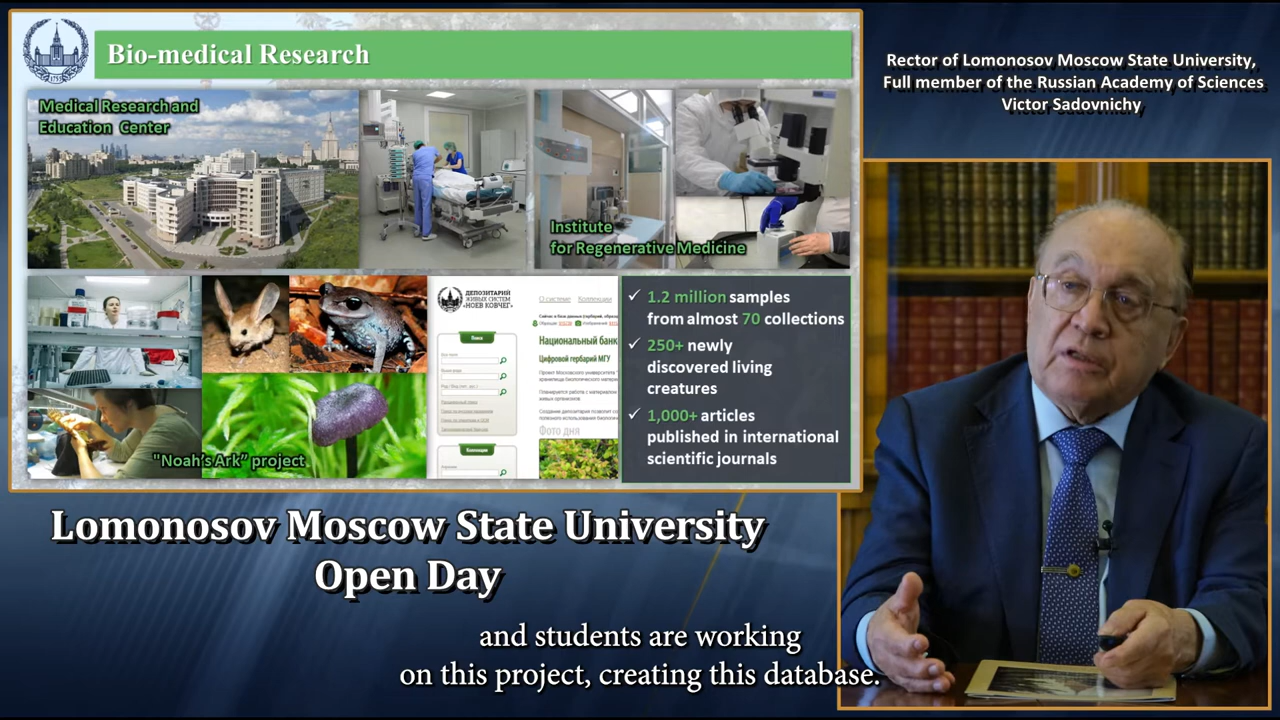 Bio-medical Research
Medical Research and
Education Center
Institute
for Regenerative Medicine
"Noah's Ark” project
ДЕПОЗИТАРИЙ
ЖИВЫХ СИСТЕМ
«НОЕВ КОВЧЕГ»
О системе Коллекции
Поиск
Национальный банк
Цифровой гербарий МГУ
Фото дня
Коллекции
✓ 1.2 million samples
from almost 70 collections
✓ 250+ newly
discovered living
creatures
✓ 1,000+ articles
published in international
scientific journals
Rector of Lomonosov Moscow State University,
Full member of the Russian Academy of Sciences
Victor Sadovnichy
Lomonosov Moscow State University
Open Day
and students are working
on this project, creating this database.